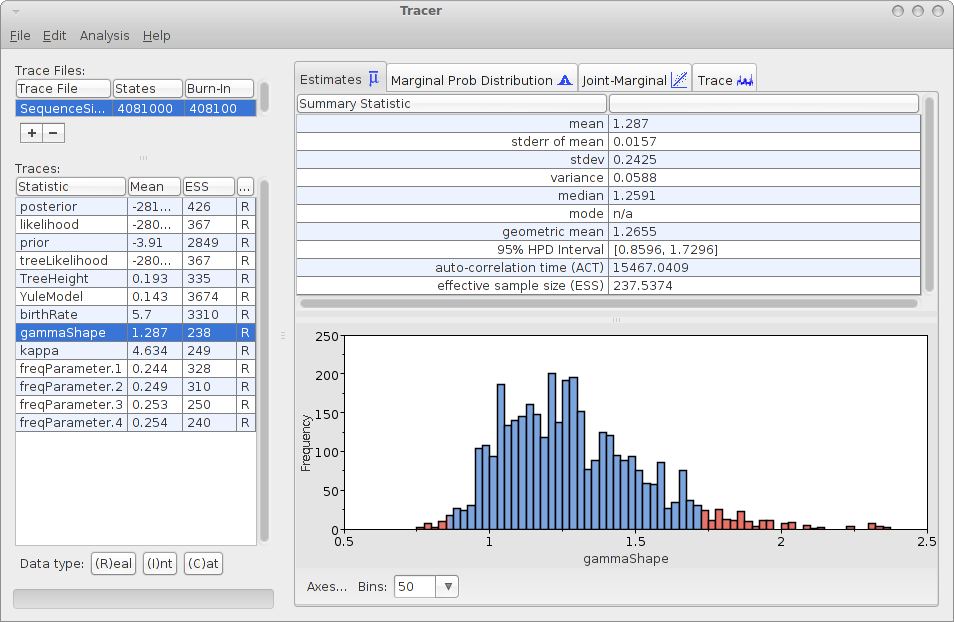 Tracer
File Edit Analysis Help
Trace Files:
Trace File States Burn-In
SequenceSi... 4081000 408100
+ −
Traces:
Statistic Mean ESS ...
posterior -281... 426 R
likelihood -280... 367 R
prior -3.91 2849 R
treeLikelihood -280... 367 R
TreeHeight 0.193 335 R
YuleModel 0.143 3674 R
birthRate 5.7 3310 R
gammaShape 1.287 238 R
kappa 4.634 249 R
freqParameter.1 0.244 328 R
freqParameter.2 0.249 310 R
freqParameter.3 0.253 250 R
freqParameter.4 0.254 240 R
Data type: (R)eal (I)nt (C)at
Estimates μ Marginal Prob Distribution Joint-Marginal Trace
Summary Statistic
mean 1.287
stderr of mean 0.0157
stdev 0.2425
variance 0.0588
median 1.2591
mode n/a
geometric mean 1.2655
95% HPD Interval [0.8596, 1.7296]
auto-correlation time (ACT) 15467.0409
effective sample size (ESS) 237.5374
Frequency
250
200
150
100
50
0
0.5 1 1.5 2 2.5
gammaShape
Axes... Bins: 50